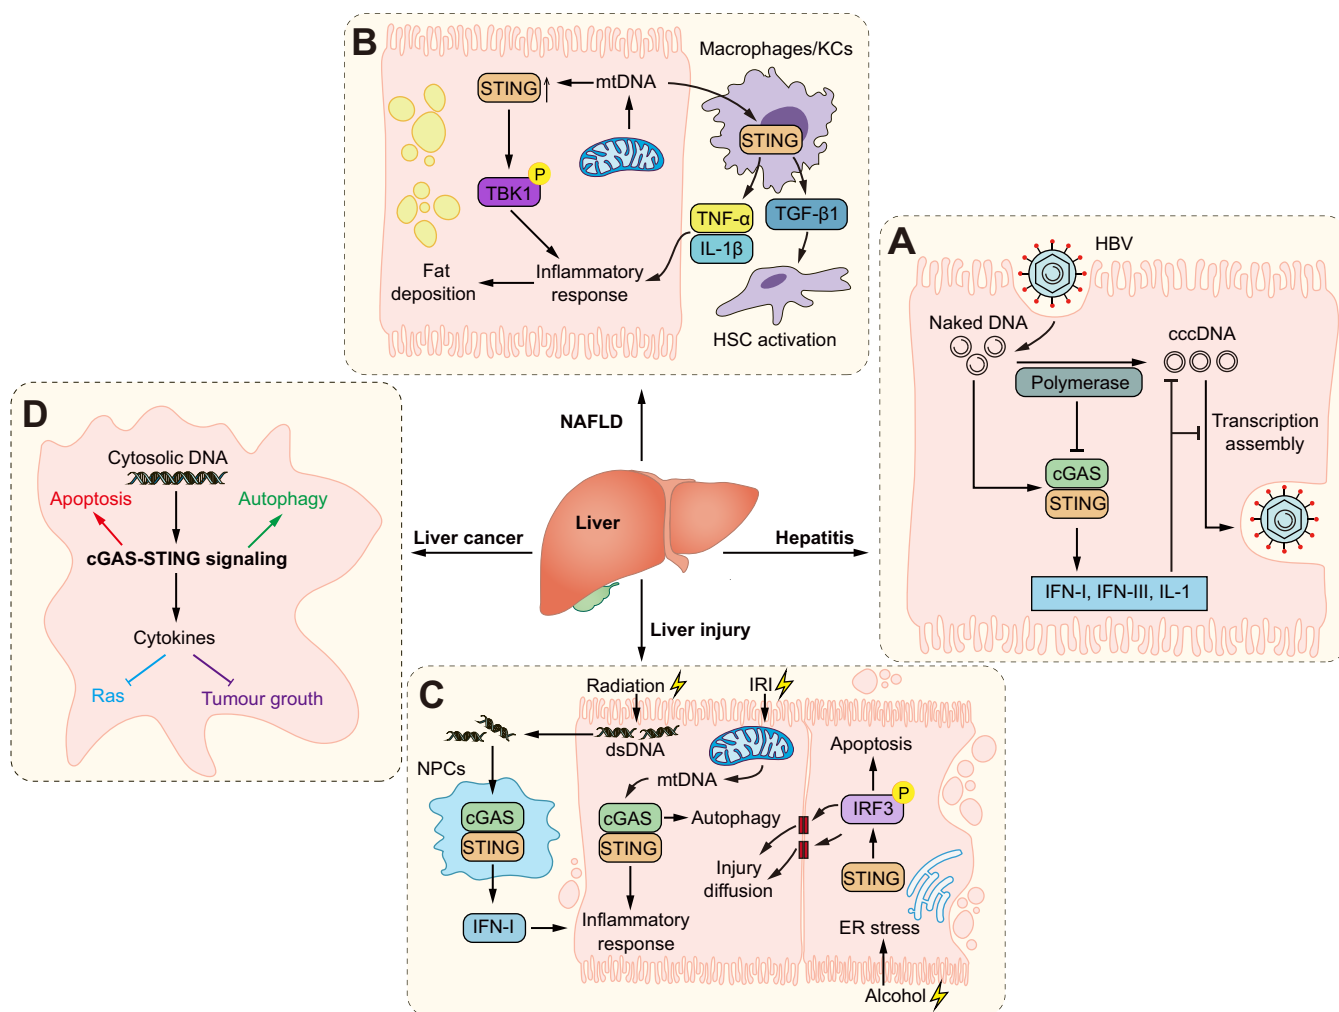 B
Macrophages/KCs
STING
mtDNA
STING
P
TBK1
TNF-α
TGF-β1
IL-1β
Fat
deposition
Inflammatory
response
HSC activation
A
HBV
Naked DNA
cccDNA
Polymerase
Transcription
assembly
cGAS
STING
IFN-I, IFN-III, IL-1
NAFLD
Liver
Liver cancer
Hepatitis
Liver injury
D
Cytosolic DNA
Apoptosis
Autophagy
cGAS-STING signaling
Cytokines
Ras
Tumour grouth
C
Radiation
IRI
dsDNA
NPCs
mtDNA
cGAS
STING
IFN-I
cGAS
STING
Autophagy
Inflammatory
response
Injury
diffusion
Apoptosis
P
IRF3
STING
ER stress
Alcohol